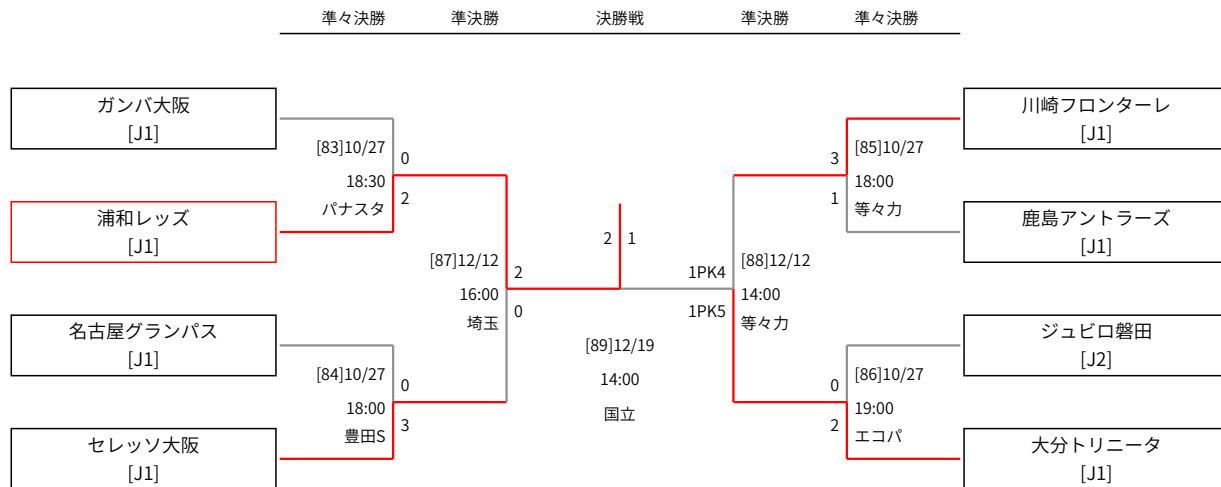 準々決勝 準決勝 決勝戦 準決勝 準々決勝
ガンバ大阪
[J1]
[83]10/27
18:30
パナスタ
0
2
浦和レッズ
[J1]
[87]12/12
16:00
埼玉
2
0
名古屋グランパス
[J1]
[84]10/27
18:00
豊田S
0
3
セレッソ大阪
[J1]
2 1
[89]12/19
14:00
国立
川崎フロンターレ
[J1]
3
1
[85]10/27
18:00
等々力
鹿島アントラーズ
[J1]
1PK4
1PK5
[88]12/12
14:00
等々力
ジュビロ磐田
[J2]
0
2
[86]10/27
19:00
エコパ
大分トリニータ
[J1]